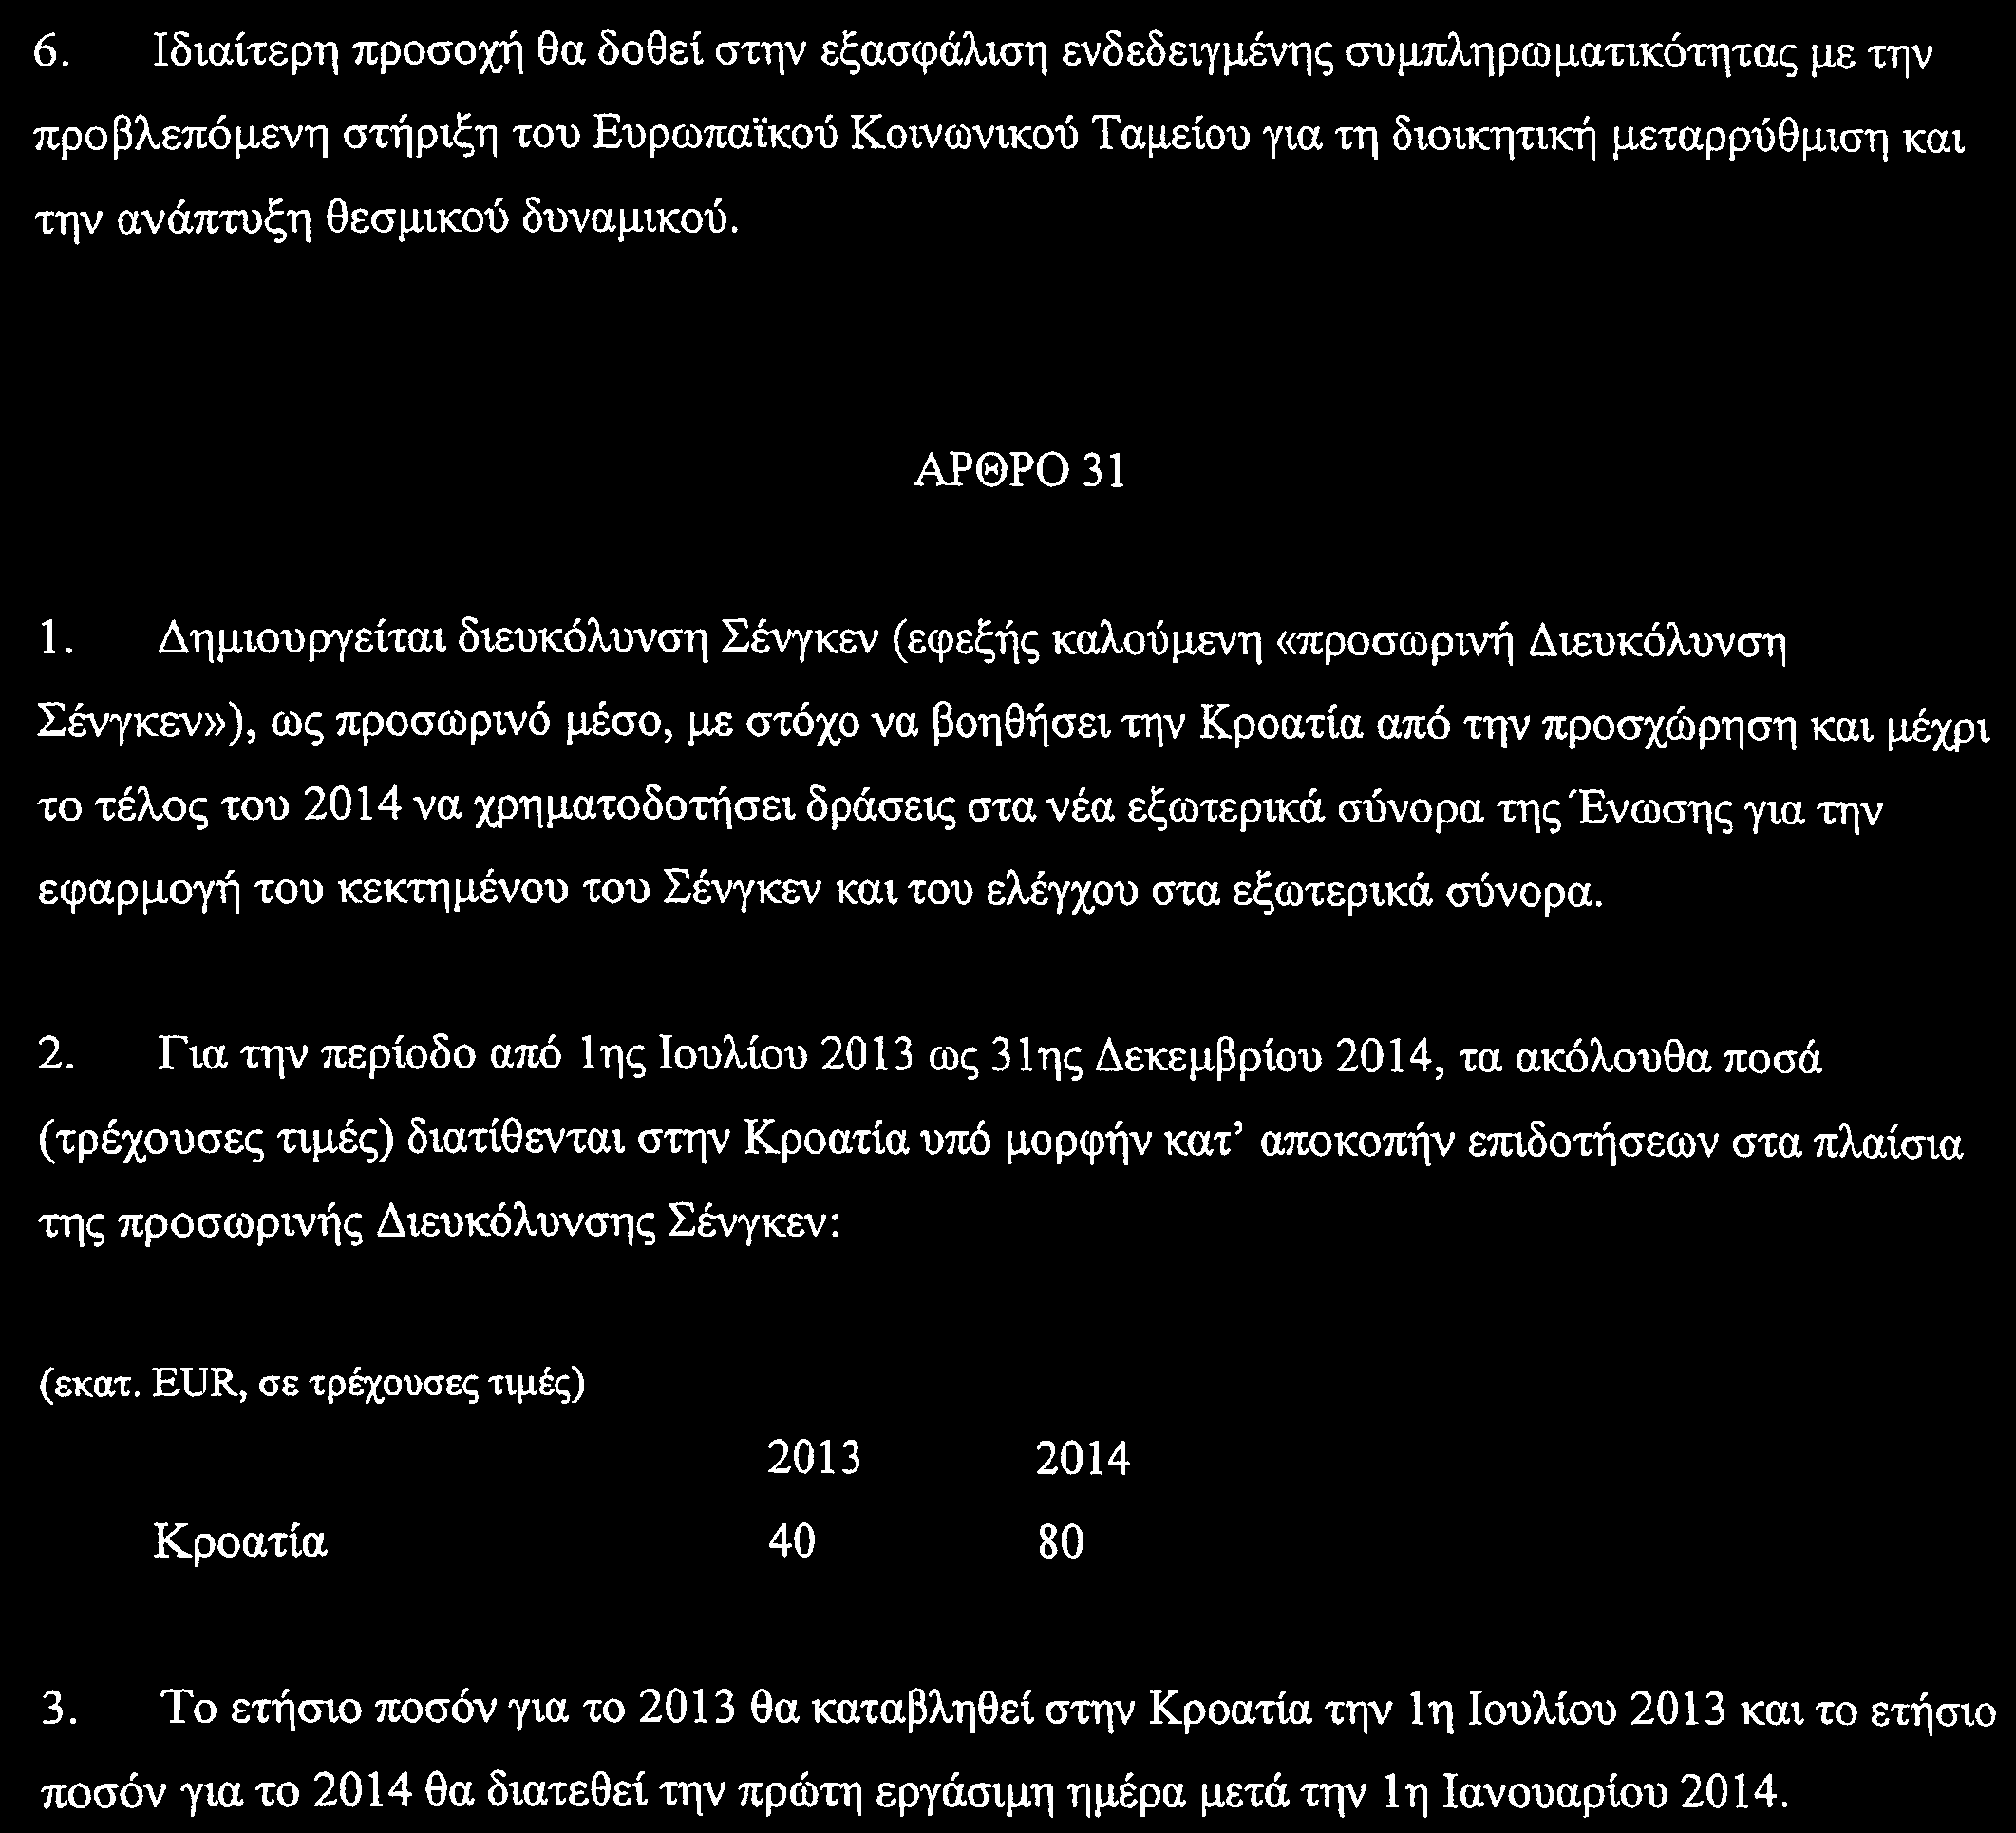 6. Ιδιαίτερη προσοχή θα δοθεί στην εξασφάλιση ενδεδειγμένης συμπληρωματικότητας με την
προβλεπόμενη στήριξη του Ευρωπαϊκού Κοινωνικού Ταμείου για τη διοικητική μεταρρύθμιση και
την ανάπτυξη θεσμικού δυναμικού.
ΑΡΘΡΟ 31
1. Δημιουργείται διευκόλυνση Σένγκεν (εφεξής καλούμενη «προσωρινή Διευκόλυνση
Σένγκεν»), ως προσωρινό μέσο, με στόχο να βοηθήσει την Κροατία από την προσχώρηση και μέχρι
το τέλος του 2014 να χρηματοδοτήσει δράσεις στα νέα εξωτερικά σύνορα της Ένωσης για την
εφαρμογή του κεκτημένου του Σένγκεν και του ελέγχου στα εξωτερικά σύνορα.
2. Για την περίοδο από 1ης Ιουλίου 2013 ως 31ης Δεκεμβρίου 2014, τα ακόλουθα ποσά
(τρέχουσες τιμές) διατίθενται στην Κροατία υπό μορφήν κατ’ αποκοπήν επιδοτήσεων στα πλαίσια
της προσωρινής Διευκόλυνσης Σένγκεν:
(εκατ. EUR, σε τρέχουσες τιμές)
2013 2014
Κροατία 40 80
3. Το ετήσιο ποσόν για το 2013 θα καταβληθεί στην Κροατία την 1η Ιουλίου 2013 και το ετήσιο
ποσόν για το 2014 θα διατεθεί την πρώτη εργάσιμη ημέρα μετά την 1η Ιανουαρίου 2014.